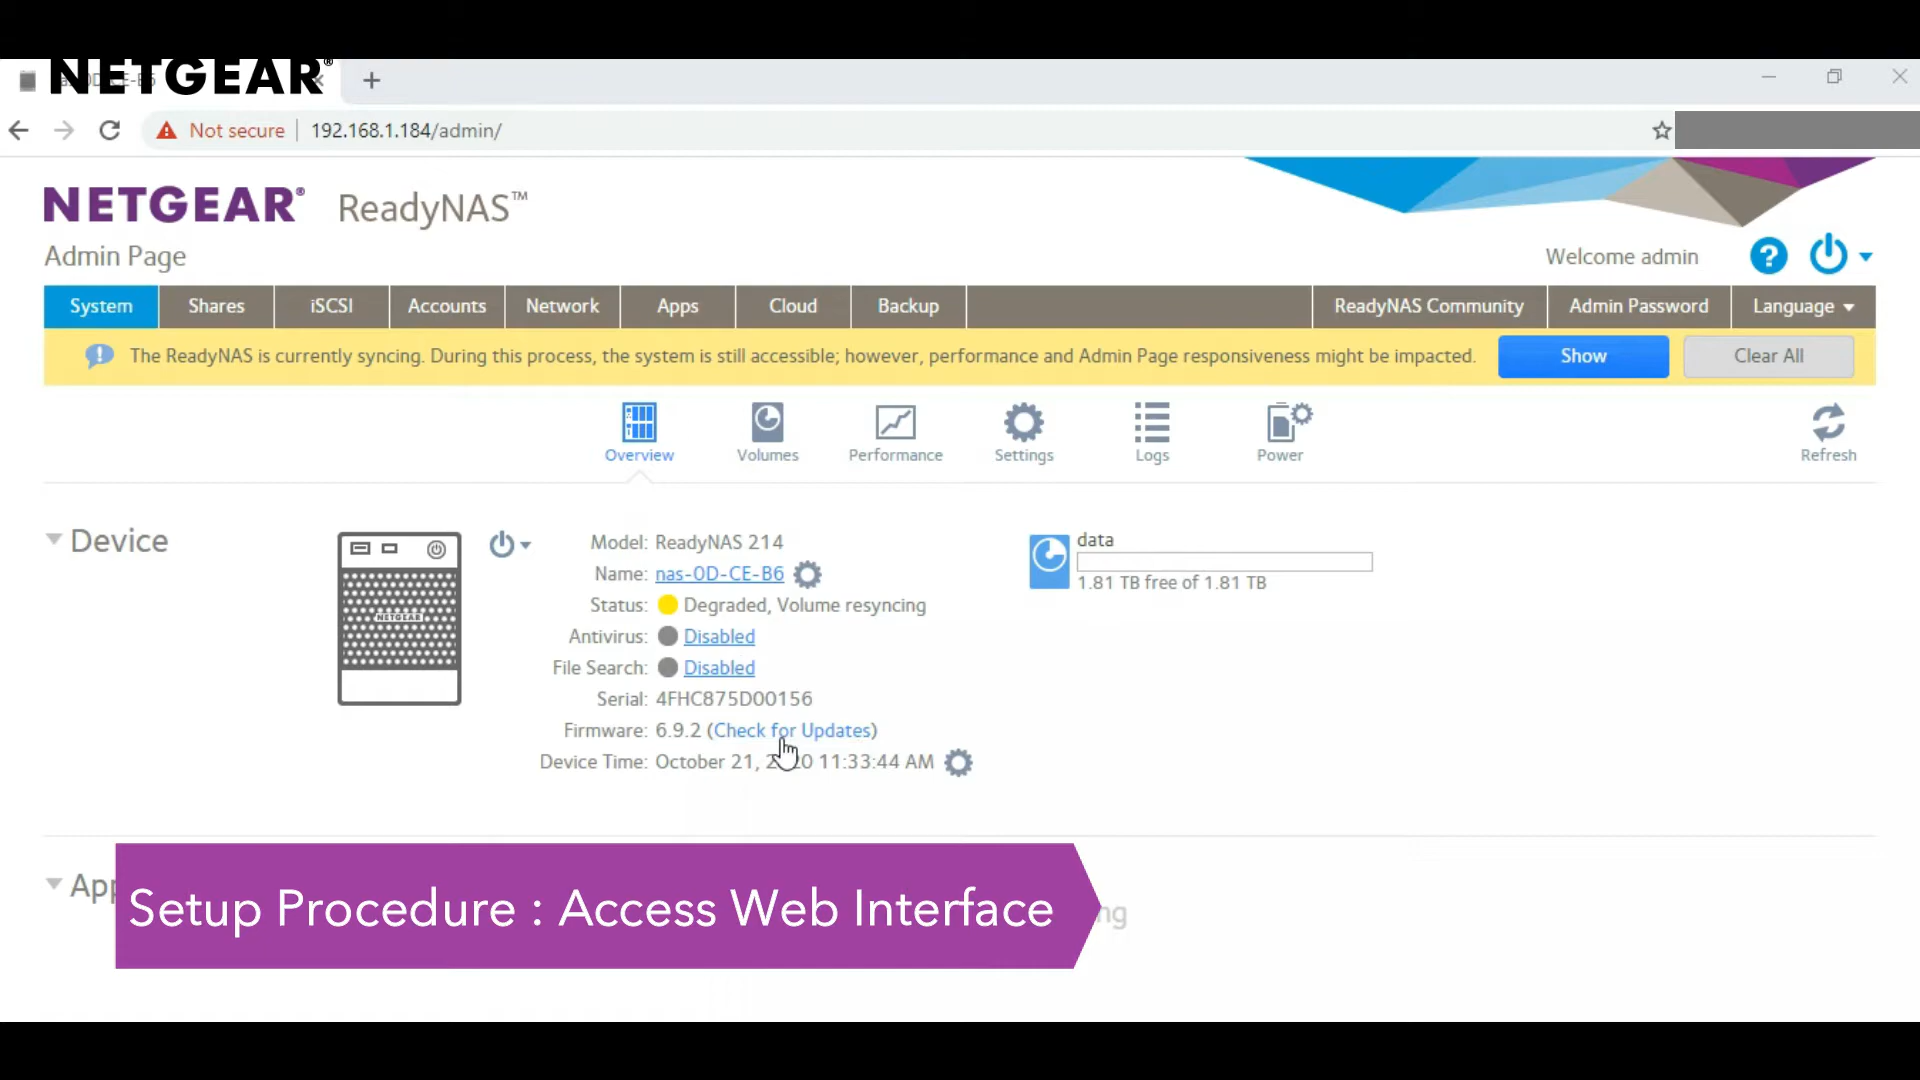 NETGEAR®
Not secure | 192.168.1.184/admin/
NETGEAR® ReadyNAS™
Admin Page
Welcome admin
System Shares iSCSI Accounts Network Apps Cloud Backup ReadyNAS Community Admin Password Language
The ReadyNAS is currently syncing. During this process, the system is still accessible; however, performance and Admin Page responsiveness might be impacted. Show Clear All
Overview Volumes Performance Settings Logs Power Refresh
Device
NETGEAR
Model: ReadyNAS 214
Name: nas-0D-CE-B6
Status: Degraded, Volume resyncing
Antivirus: Disabled
File Search: Disabled
Serial: 4FHC875D00156
Firmware: 6.9.2 (Check for Updates)
Device Time: October 21, 2020 11:33:44 AM
data
1.81 TB free of 1.81 TB
Setup Procedure : Access Web Interface